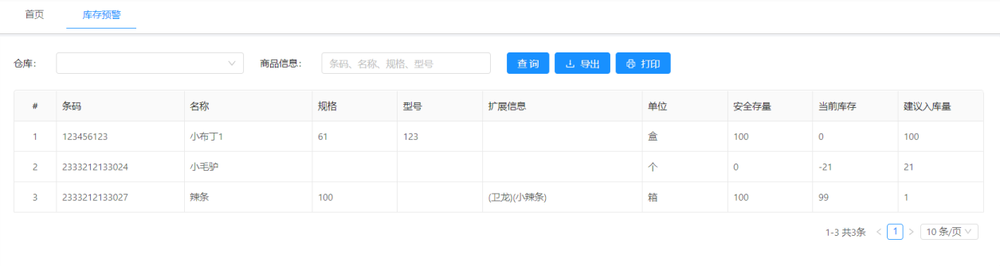 首页 库存预警
仓库： 商品信息： 条码、名称、规格、型号 查询 导出 打印
# 条码 名称 规格 型号 扩展信息 单位 安全存量 当前库存 建议入库量
1 123456123 小布丁1 61 123 盒 100 0 100
2 2333212133024 小毛驴 个 0 -21 21
3 2333212133027 辣条 100 (卫龙)(小辣条) 箱 100 99 1
1-3 共3条 < 1 > 10 条/页